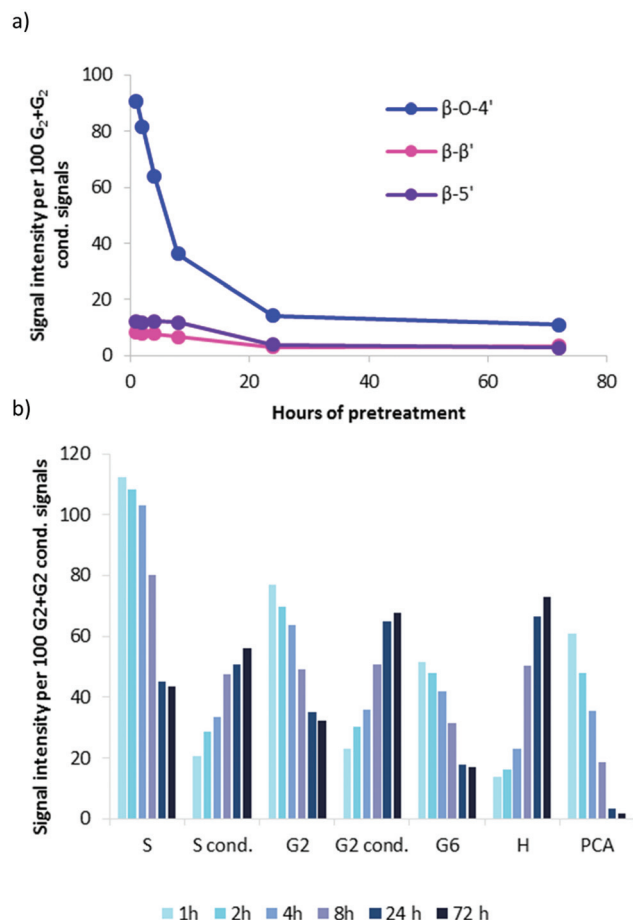 a)
Signal intensity per 100 G₂+G₂
cond. signals
100
80
60
40
20
0
β-O-4'
β-β'
β-5'
0 20 40 60 80
Hours of pretreatment
b)
Signal intensity per 100 G2+G2 cond. signals
120
100
80
60
40
20
0
S S cond. G2 G2 cond. G6 H PCA
1h 2h 4h 8h 24 h 72 h